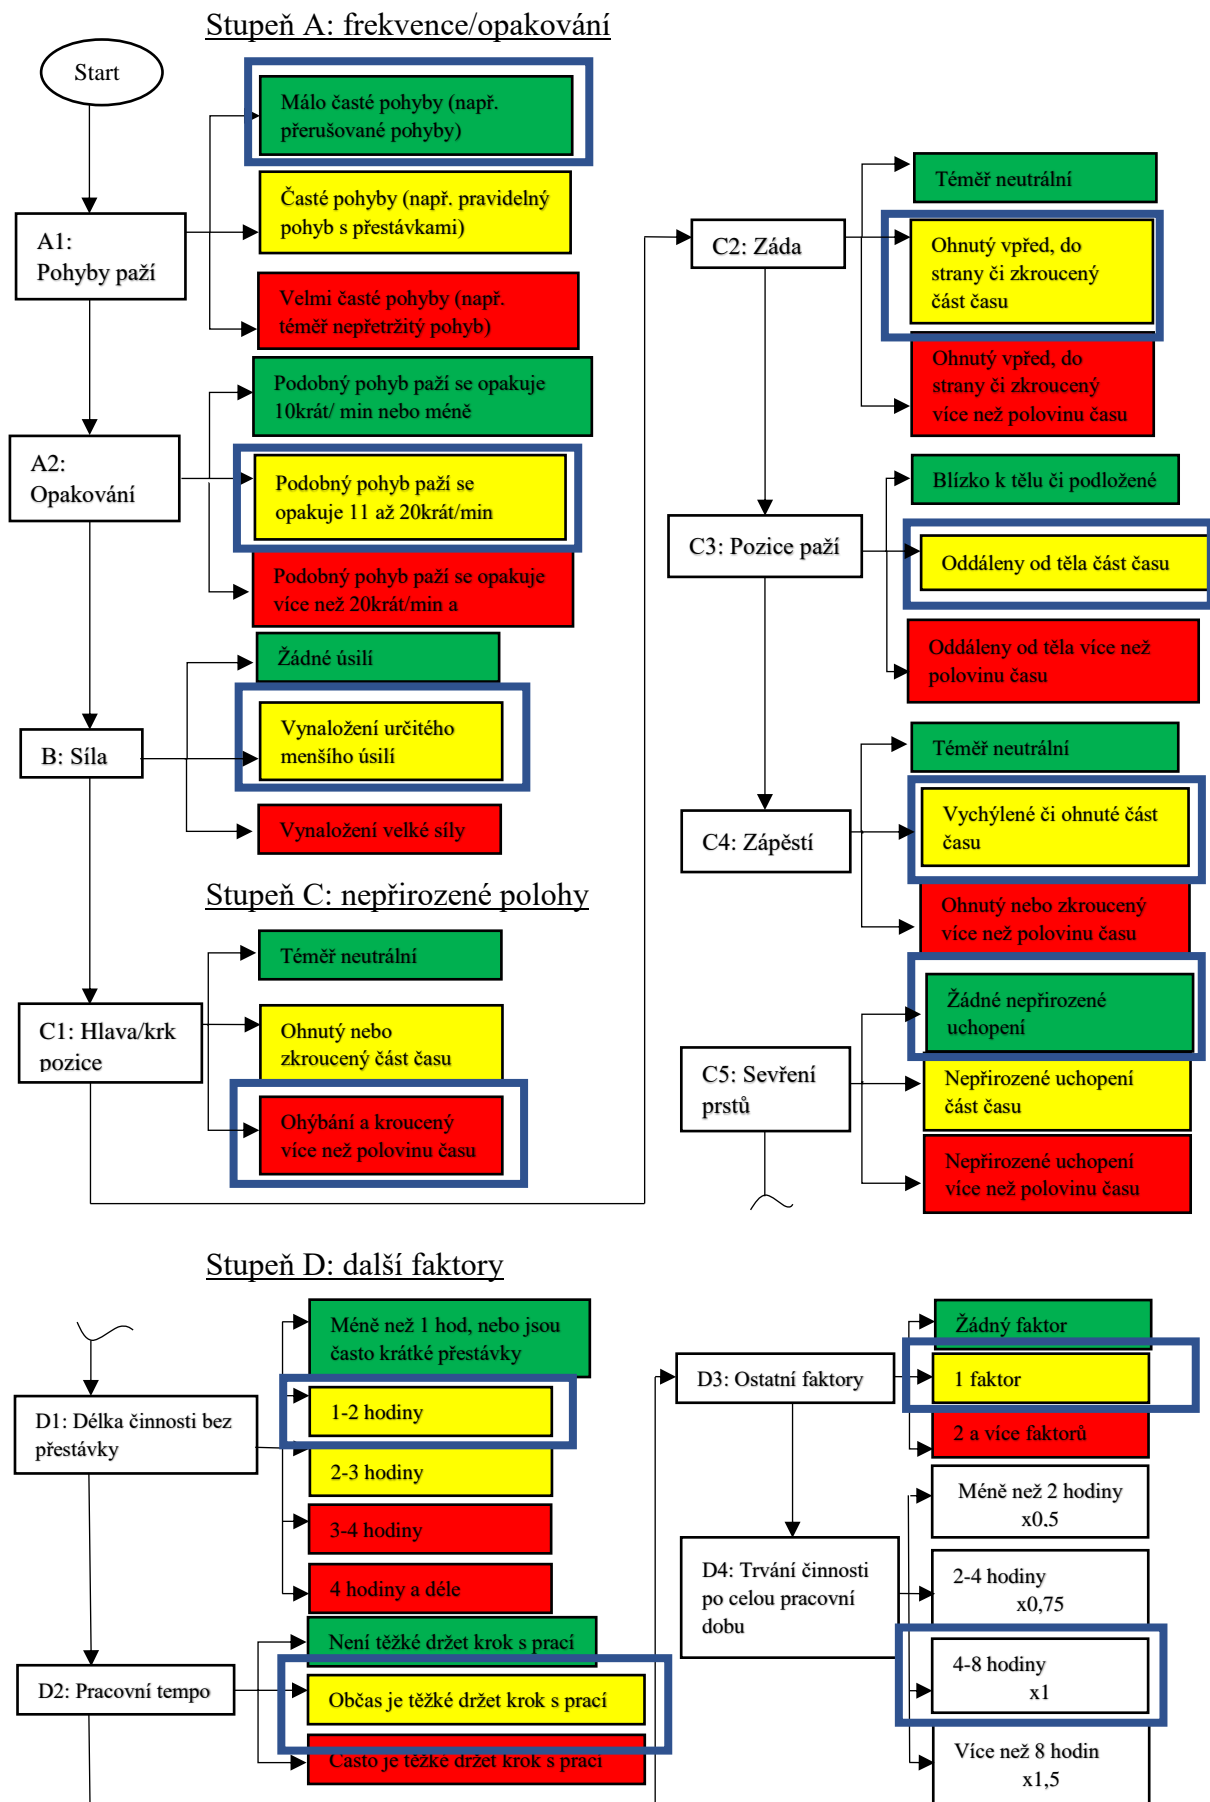 Stupeň A: frekvence/opakování
Start
Málo časté pohyby (např.
přerušované pohyby)
Časté pohyby (např. pravidelný
pohyb s přestávkami)
A1:
Pohyby paží
Velmi časté pohyby (např.
téměř nepřetržitý pohyb)
Podobný pohyb paží se opakuje
10krát/ min nebo méně
A2:
Opakování
Podobný pohyb paží se
opakuje 11 až 20krát/min
Podobný pohyb paží se opakuje
více než 20krát/min a
Žádné úsilí
B: Síla
Vynaložení určitého
menšího úsilí
Vynaložení velké síly
Stupeň C: nepřirozené polohy
Téměř neutrální
C1: Hlava/krk
pozice
Ohnutý nebo
zkroucený část času
Ohýbání a kroucený
více než polovinu času
Téměř neutrální
C2: Záda
Ohnutý vpřed, do
strany či zkroucený
část času
Ohnutý vpřed, do
strany či zkroucený
více než polovinu času
Blízko k tělu či podložené
C3: Pozice paží
Oddáleny od těla část času
Oddáleny od těla více než
polovinu času
Téměř neutrální
C4: Zápěstí
Vychýlené či ohnuté část
času
Ohnutý nebo zkroucený
více než polovinu času
Žádné nepřirozené
uchopení
C5: Sevření
prstů
Nepřirozené uchopení
část času
Nepřirozené uchopení
více než polovinu času
Stupeň D: další faktory
Méně než 1 hod, nebo jsou
často krátké přestávky
D1: Délka činnosti bez
přestávky
1-2 hodiny
2-3 hodiny
3-4 hodiny
4 hodiny a déle
Není těžké držet krok s prací
D2: Pracovní tempo
Občas je těžké držet krok s prací
Často je těžké držet krok s prací
Žádný faktor
D3: Ostatní faktory
1 faktor
2 a více faktorů
Méně než 2 hodiny
x0,5
D4: Trvání činnosti
po celou pracovní
dobu
2-4 hodiny
x0,75
4-8 hodiny
x1
Více než 8 hodin
x1,5